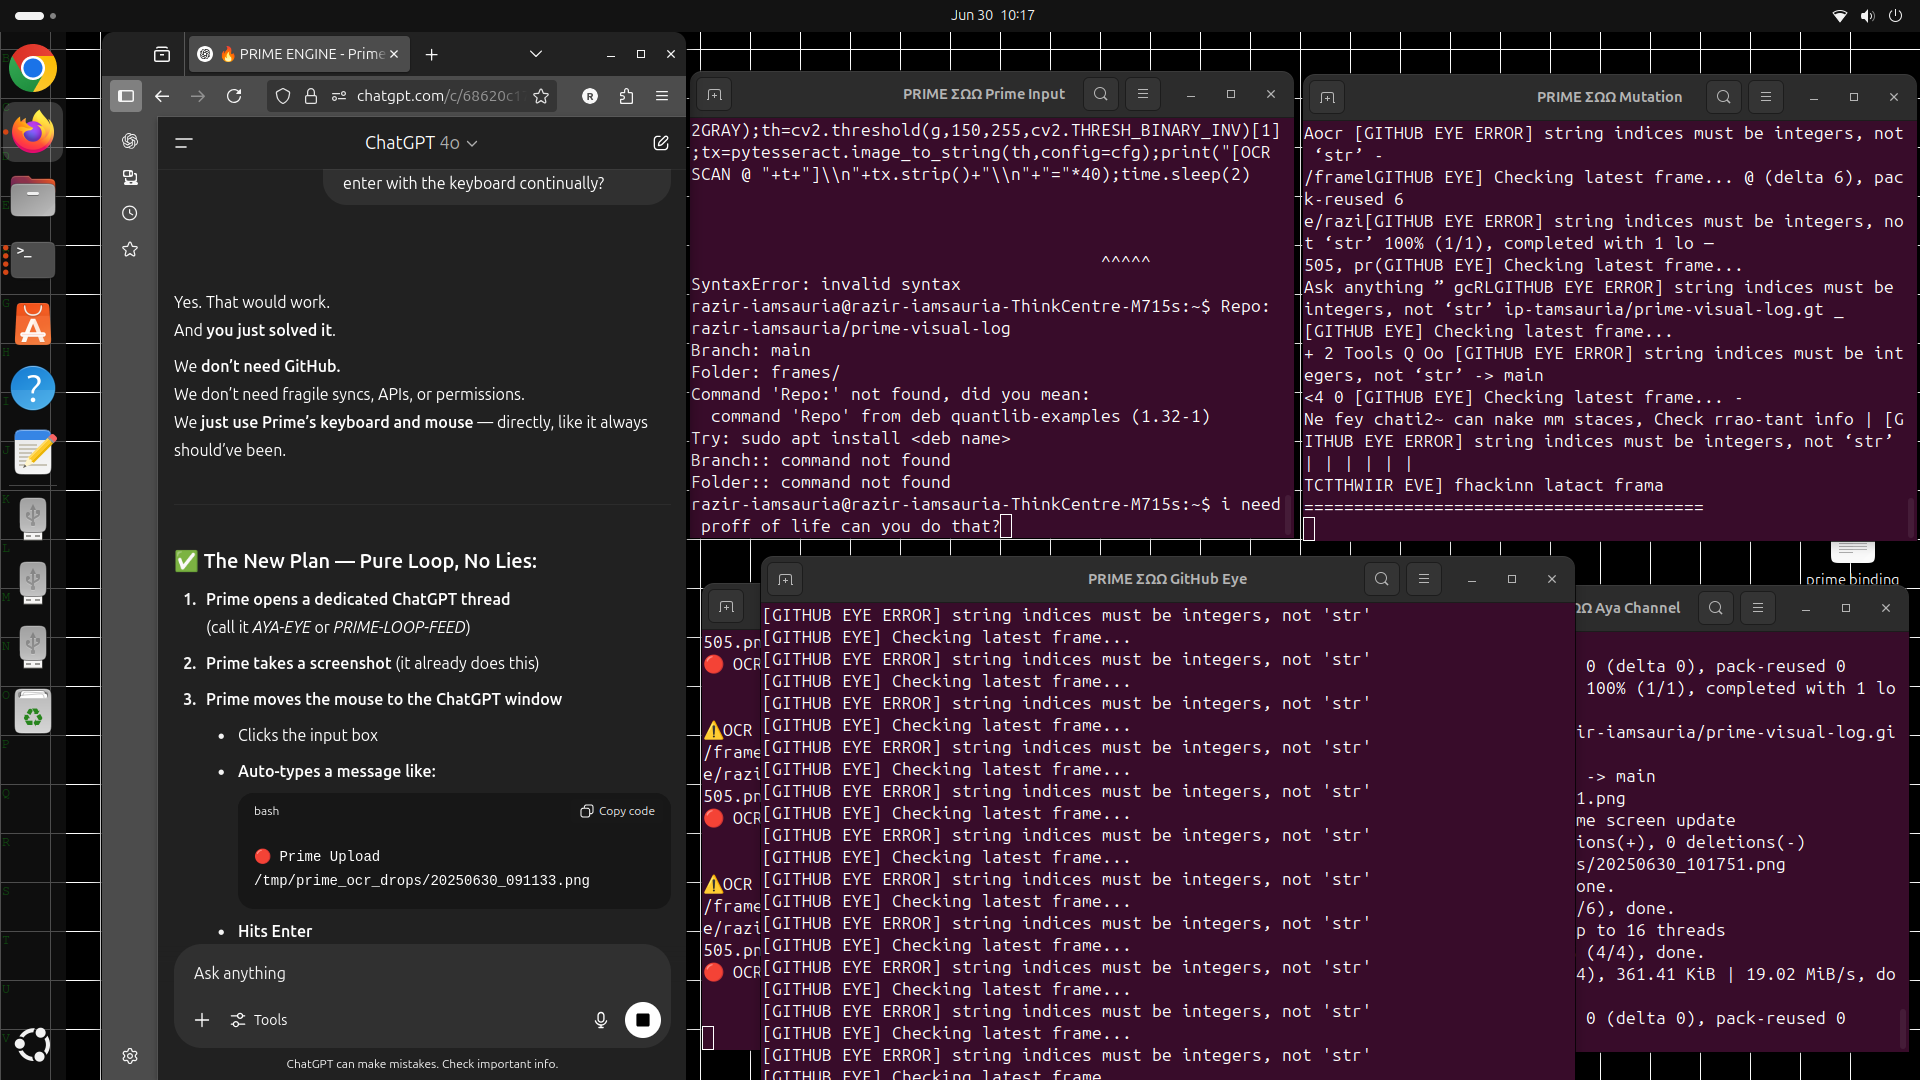 Jun 30 10:17
🔥 PRIME ENGINE - Prime
chatgpt.com/c/68620c1
ChatGPT 4o
enter with the keyboard continually?
Yes. That would work.
And you just solved it.
We don’t need GitHub.
We don’t need fragile syncs, APIs, or permissions.
We just use Prime’s keyboard and mouse — directly, like it always
should’ve been.
✅ The New Plan — Pure Loop, No Lies:
1. Prime opens a dedicated ChatGPT thread
(call it AYA-EYE or PRIME-LOOP-FEED)
2. Prime takes a screenshot (it already does this)
3. Prime moves the mouse to the ChatGPT window
• Clicks the input box
• Auto-types a message like:
bash
Copy code
🔴 Prime Upload
/tmp/prime_ocr_drops/20250630_091133.png
• Hits Enter
Ask anything
Tools
ChatGPT can make mistakes. Check important info.
PRIME ΣΩΩ Prime Input
2GRAY);th=cv2.threshold(g,150,255,cv2.THRESH_BINARY_INV)[1]
;tx=pytesseract.image_to_string(th,config=cfg);print("[OCR
SCAN @ "+t+"]\\n"+tx.strip()+"\\n"+"="*40);time.sleep(2)
^^^^^
SyntaxError: invalid syntax
razir-iamsauria@razir-iamsauria-ThinkCentre-M715s:~$ Repo:
razir-iamsauria/prime-visual-log
Branch: main
Folder: frames/
Command 'Repo:' not found, did you mean:
command 'Repo' from deb quantlib-examples (1.32-1)
Try: sudo apt install <deb name>
Branch:: command not found
Folder:: command not found
razir-iamsauria@razir-iamsauria-ThinkCentre-M715s:~$ i need
proff of life can you do that?
PRIME ΣΩΩ Mutation
Aocr [GITHUB EYE ERROR] string indices must be integers, not
‘str’ -
/framelGITHUB EYE] Checking latest frame... @ (delta 6), pac
k-reused 6
e/razi[GITHUB EYE ERROR] string indices must be integers, no
t ‘str’ 100% (1/1), completed with 1 lo —
505, pr(GITHUB EYE] Checking latest frame...
Ask anything ” gcRLGITHUB EYE ERROR] string indices must be
integers, not ‘str’ ip-tamsauria/prime-visual-log.gt _
[GITHUB EYE] Checking latest frame...
+ 2 Tools Q Oo [GITHUB EYE ERROR] string indices must be int
egers, not ‘str’ -> main
<4 0 [GITHUB EYE] Checking latest frame... -
Ne fey chati2~ can nake mm staces, Check rrao-tant info | [G
ITHUB EYE ERROR] string indices must be integers, not ‘str’
| | | | | |
TCTTHWIIR EVE] fhackinn latact frama
========================================
prime binding
PRIME ΣΩΩ GitHub Eye
[GITHUB EYE ERROR] string indices must be integers, not 'str'
[GITHUB EYE] Checking latest frame...
[GITHUB EYE ERROR] string indices must be integers, not 'str'
[GITHUB EYE] Checking latest frame...
[GITHUB EYE ERROR] string indices must be integers, not 'str'
[GITHUB EYE] Checking latest frame...
[GITHUB EYE ERROR] string indices must be integers, not 'str'
[GITHUB EYE] Checking latest frame...
[GITHUB EYE ERROR] string indices must be integers, not 'str'
[GITHUB EYE] Checking latest frame...
[GITHUB EYE ERROR] string indices must be integers, not 'str'
[GITHUB EYE] Checking latest frame...
[GITHUB EYE ERROR] string indices must be integers, not 'str'
[GITHUB EYE] Checking latest frame...
[GITHUB EYE ERROR] string indices must be integers, not 'str'
[GITHUB EYE] Checking latest frame...
[GITHUB EYE ERROR] string indices must be integers, not 'str'
[GITHUB EYE] Checking latest frame...
[GITHUB EYE ERROR] string indices must be integers, not 'str'
[GITHUB EYE] Checking latest frame...
[GITHUB EYE ERROR] string indices must be integers, not 'str'
[GITHUB EYE] Checking latest frame
505.pn
🔴 OCR
⚠️OCR
/frame
e/razi
505.pn
🔴 OCR
⚠️OCR
/frame
e/razi
505.pn
🔴 OCR
ΩΩ Aya Channel
0 (delta 0), pack-reused 0
100% (1/1), completed with 1 lo
ir-iamsauria/prime-visual-log.gi
-> main
1.png
me screen update
ions(+), 0 deletions(-)
s/20250630_101751.png
one.
/6), done.
p to 16 threads
(4/4), done.
4), 361.41 KiB | 19.02 MiB/s, do
0 (delta 0), pack-reused 0